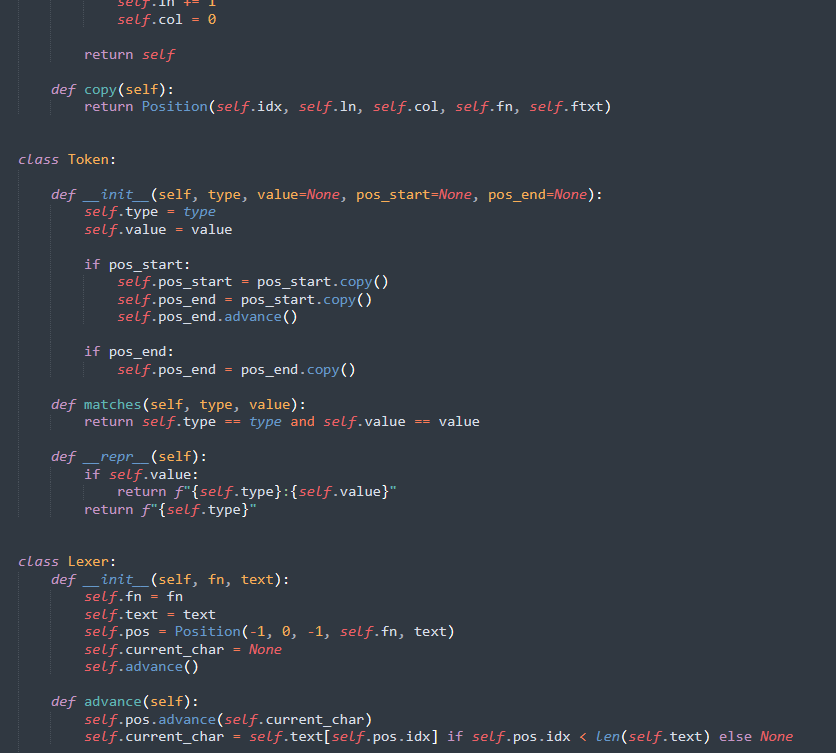 self.ln += 1
self.col = 0
return self
def copy(self):
return Position(self.idx, self.ln, self.col, self.fn, self.ftxt)
class Token:
def __init__(self, type, value=None, pos_start=None, pos_end=None):
self.type = type
self.value = value
if pos_start:
self.pos_start = pos_start.copy()
self.pos_end = pos_start.copy()
self.pos_end.advance()
if pos_end:
self.pos_end = pos_end.copy()
def matches(self, type, value):
return self.type == type and self.value == value
def __repr__(self):
if self.value:
return f"{self.type}:{self.value}"
return f"{self.type}"
class Lexer:
def __init__(self, fn, text):
self.fn = fn
self.text = text
self.pos = Position(-1, 0, -1, self.fn, text)
self.current_char = None
self.advance()
def advance(self):
self.pos.advance(self.current_char)
self.current_char = self.text[self.pos.idx] if self.pos.idx < len(self.text) else None